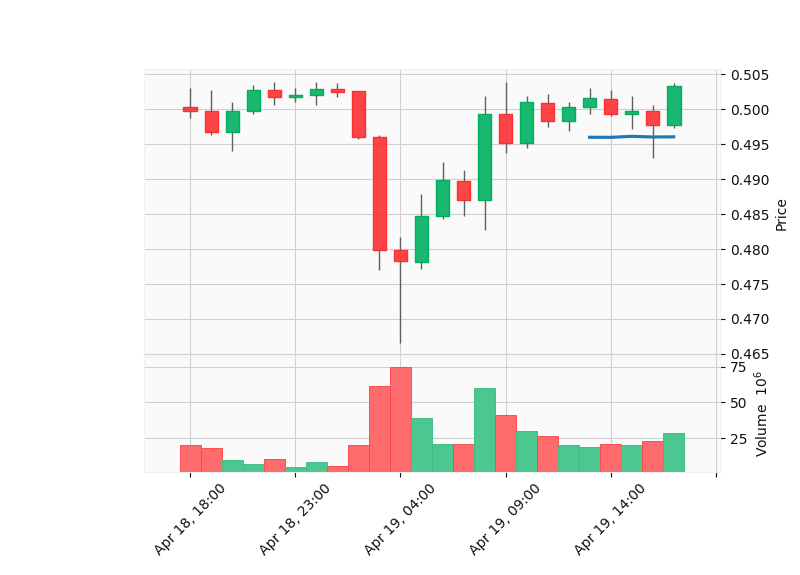 0.505
0.500
0.495
0.490
0.485
0.480
0.475
0.470
0.465
Price
75
50
25
Volume 10⁶
Apr 18, 18:00
Apr 18, 23:00
Apr 19, 04:00
Apr 19, 09:00
Apr 19, 14:00